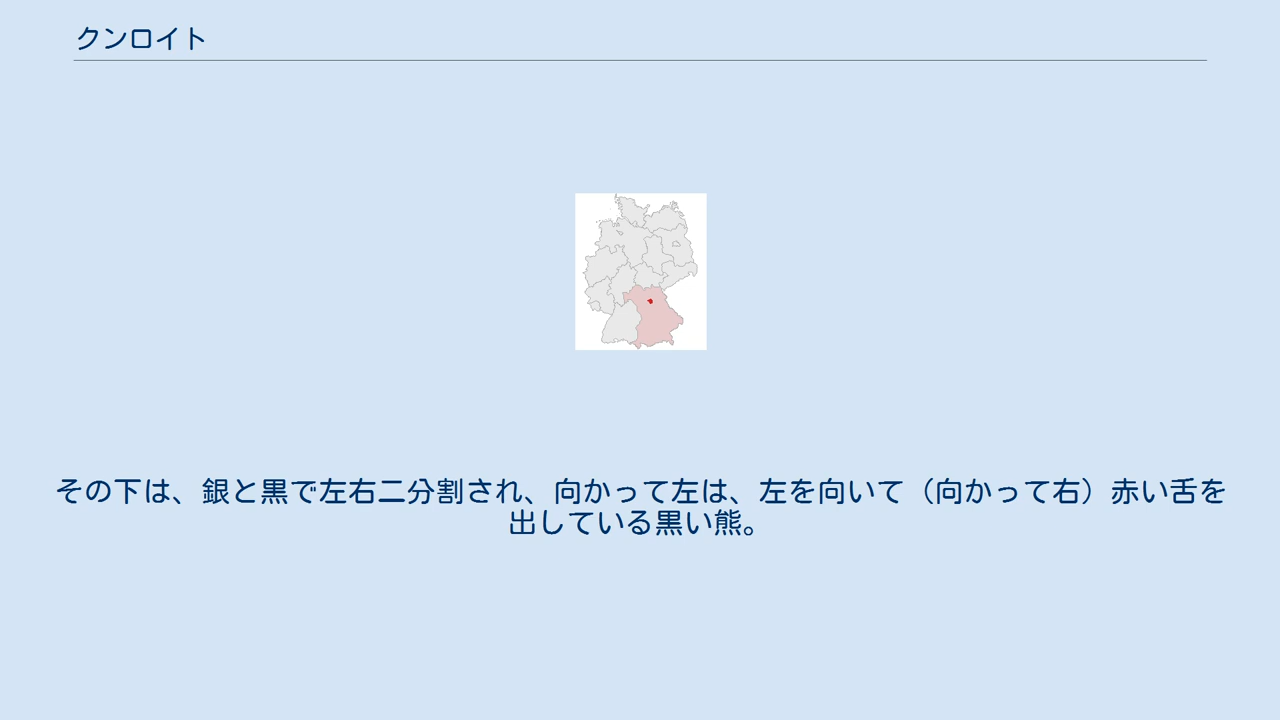 クンロイト
その下は、銀と黒で左右二分割され、向かって左は、左を向いて（向かって右）赤い舌を
出している黒い熊。